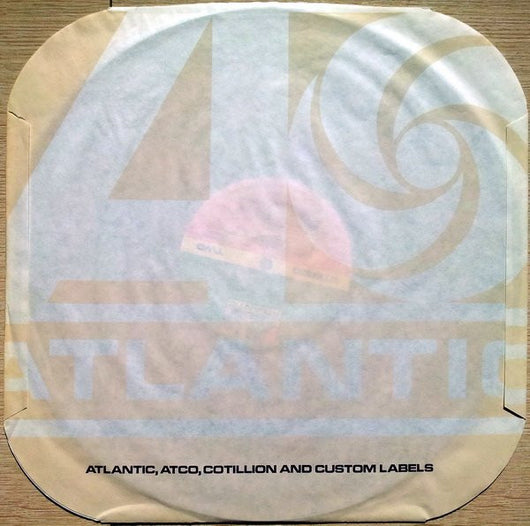 ATLANTIC
ATLANTIC, ATCO, COTILLION AND CUSTOM LABELS